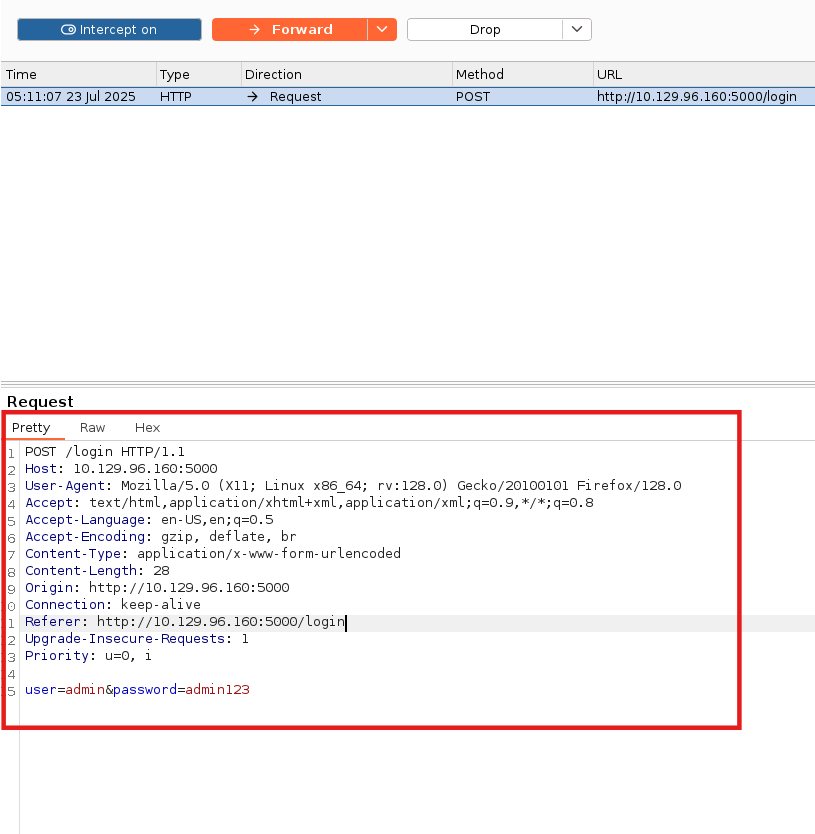 Intercept on Forward Drop
Time Type Direction Method URL
05:11:07 23 Jul 2025 HTTP → Request POST http://10.129.96.160:5000/login
Request
Pretty Raw Hex
1 POST /login HTTP/1.1
2 Host: 10.129.96.160:5000
3 User-Agent: Mozilla/5.0 (X11; Linux x86_64; rv:128.0) Gecko/20100101 Firefox/128.0
4 Accept: text/html,application/xhtml+xml,application/xml;q=0.9,*/*;q=0.8
5 Accept-Language: en-US,en;q=0.5
6 Accept-Encoding: gzip, deflate, br
7 Content-Type: application/x-www-form-urlencoded
8 Content-Length: 28
9 Origin: http://10.129.96.160:5000
0 Connection: keep-alive
1 Referer: http://10.129.96.160:5000/login
2 Upgrade-Insecure-Requests: 1
3 Priority: u=0, i
4
5 user=admin&password=admin123